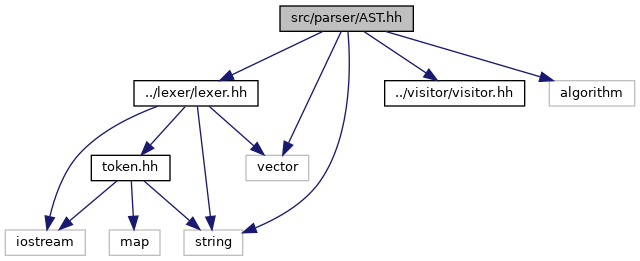 src/parser/AST.hh
../lexer/lexer.hh
../visitor/visitor.hh
algorithm
token.hh
vector
iostream
map
string